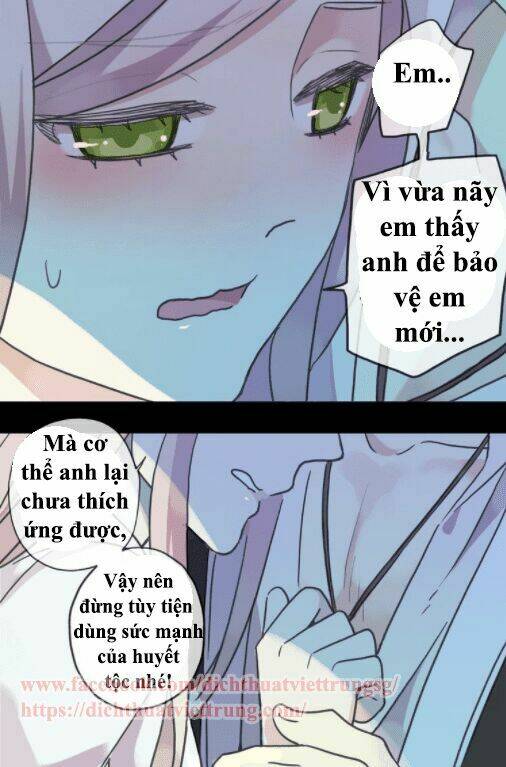 Em..
Vì vừa nãy
em thấy
anh để bảo
vệ em
mới...
Mà cơ
thể anh lại
chưa thích
ứng được,
Vậy nên
đừng tùy tiện
dùng sức mạnh
của huyết
tộc nhé!
www.facebook.com/dichthuatviettrungsg/
https://dichthuatviettrung.com/